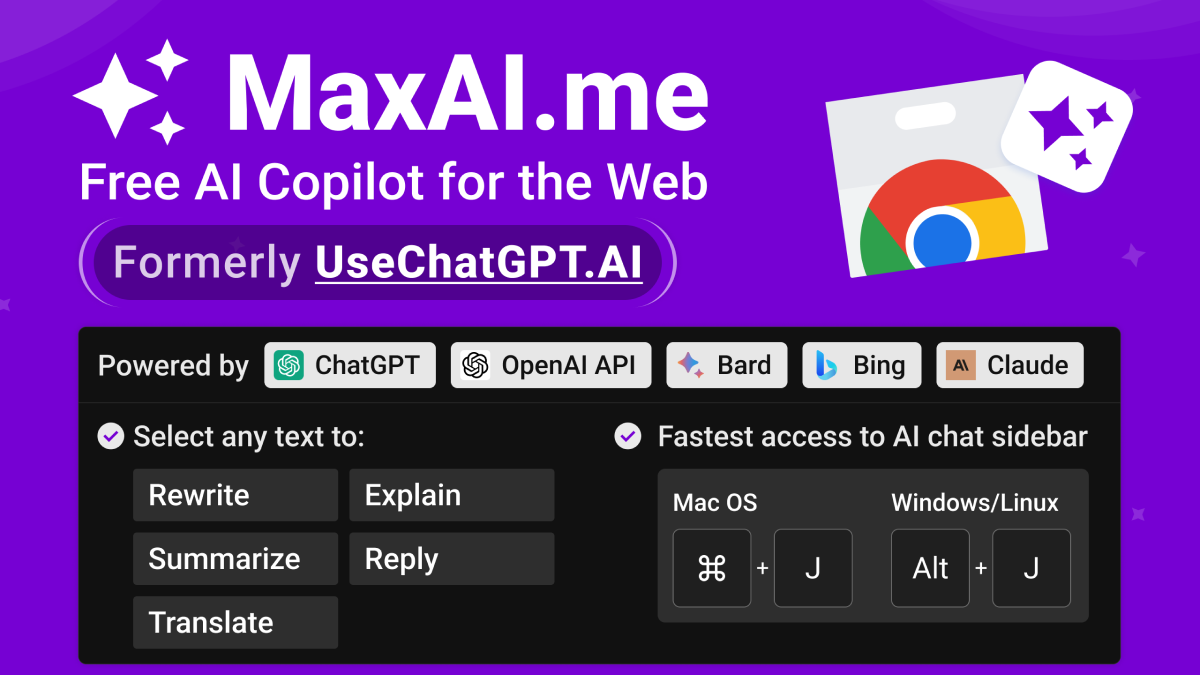 MaxAI.me
Free AI Copilot for the Web
Formerly UseChatGPT.AI
Powered by ChatGPT OpenAI API Bard Bing Claude
Select any text to:
Rewrite Explain
Summarize Reply
Translate
Fastest access to AI chat sidebar
Mac OS Windows/Linux
⌘ + J Alt + J